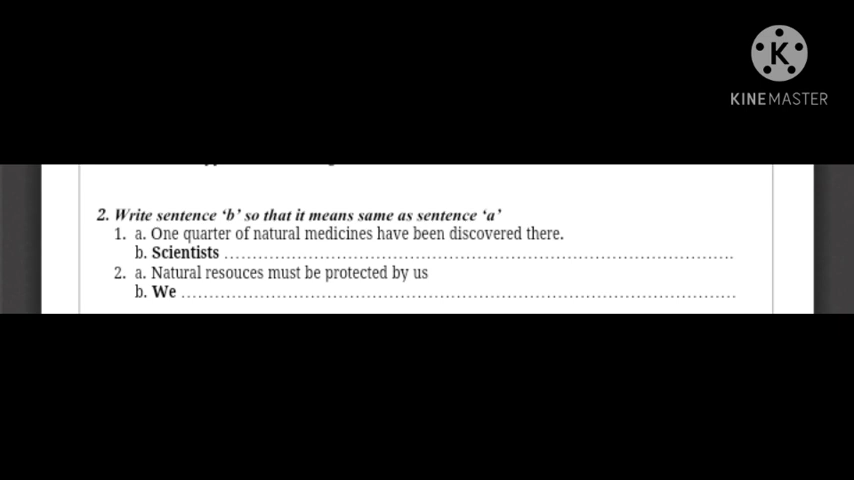 KINEMASTER
2. Write sentence ‘b’ so that it means same as sentence ‘a’
1. a. One quarter of natural medicines have been discovered there.
b. Scientists ..........................................................................................
2. a. Natural resouces must be protected by us
b. We ...................................................................................................